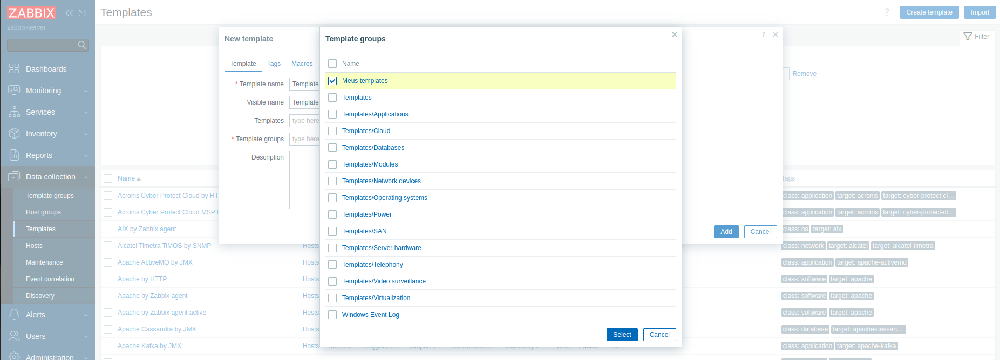 ZABBIX
zabbix-server
Templates
?
Create template
Import
Filter
Dashboards
Monitoring
Services
Inventory
Reports
Data collection
Template groups
Host groups
Templates
Hosts
Maintenance
Event correlation
Discovery
Alerts
Users
Administration
Remove
New template
?
Template Tags Macros
* Template name Template
Visible name Template
Templates type here
* Template groups type here
Description
Add Cancel
Template groups
Name
Meus templates
Templates
Templates/Applications
Templates/Cloud
Templates/Databases
Templates/Modules
Templates/Network devices
Templates/Operating systems
Templates/Power
Templates/SAN
Templates/Server hardware
Templates/Telephony
Templates/Video surveillance
Templates/Virtualization
Windows Event Log
Select Cancel
Name Tags
Acronis Cyber Protect Cloud by HT class: application target: acronis target: cyber-protect-cl...
Acronis Cyber Protect Cloud MSP class: application target: acronis target: cyber-protect-cl...
AIX by Zabbix agent class: os target: aix
Alcatel Timetra TiMOS by SNMP Hosts class: network target: alcatel target: alcatel-timetra
Apache ActiveMQ by JMX Hosts class: application target: apache-activemq
Apache by HTTP Hosts class: software target: apache
Apache by Zabbix agent Hosts class: software target: apache
Apache by Zabbix agent active Hosts class: software target: apache
Apache Cassandra by JMX Hosts class: database target: apache-cassan...
Apache Kafka by JMX Hosts Items Triggers Graphs Dashboards Discovery Web Zabbix class: application target: apache-kafka